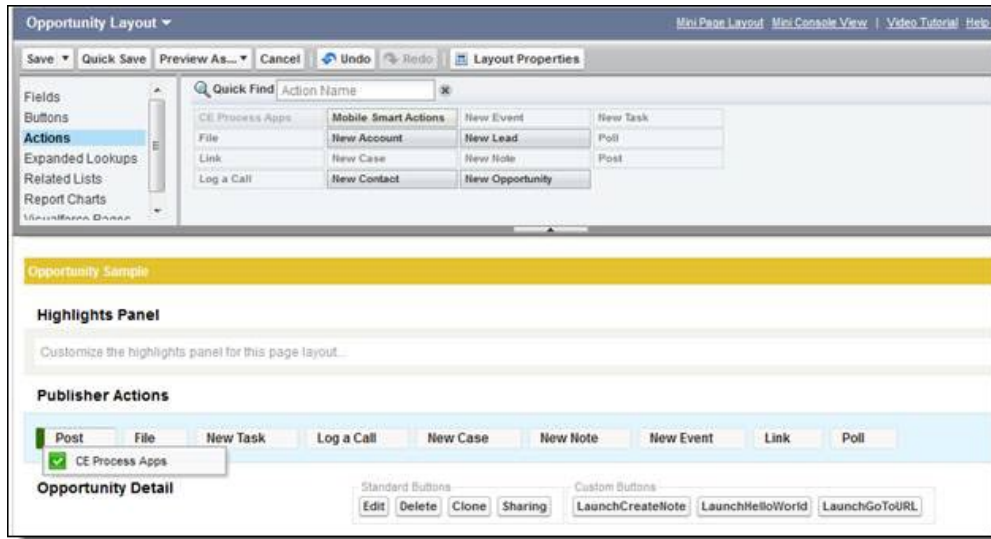 Opportunity Layout Mini Page Layout Mini Console View | Video Tutorial Help
Save Quick Save Preview As... Cancel Undo Redo Layout Properties
Fields
Buttons
Actions
Expanded Lookups
Related Lists
Report Charts
Visualforce Pages
Quick Find Action Name
CE Process Apps Mobile Smart Actions New Event New Task
File New Account New Lead Poll
Link New Case New Note Post
Log a Call New Contact New Opportunity
Opportunity Sample
Highlights Panel
Customize the highlights panel for this page layout...
Publisher Actions
Post File New Task Log a Call New Case New Note New Event Link Poll
CE Process Apps
Opportunity Detail
Standard Buttons
Edit Delete Clone Sharing
Custom Buttons
LaunchCreateNote LaunchHelloWorld LaunchGoToURL